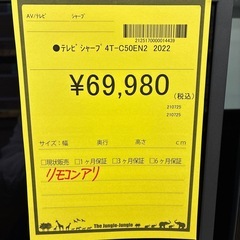 AV/テレビ シャープ
2125170000014439
●テレビシャープ4T-C50EN2 2022
¥69,980
(税込)
210725
210725
サイズ:幅 奥行 高さ cm
□現状販売 □1ヶ月保証 □3ヶ月保証 □6ヶ月保証
リモコンアリ
The Jungle-Jungle